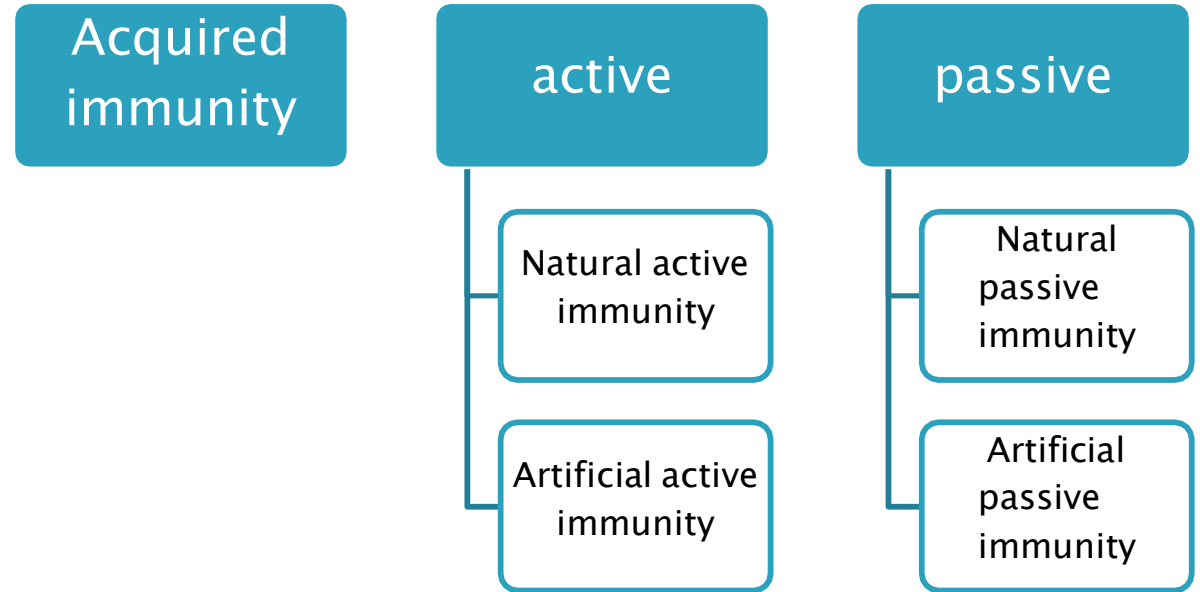 Acquired
immunity
active
Natural active
immunity
Artificial active
immunity
passive
Natural
passive
immunity
Artificial
passive
immunity